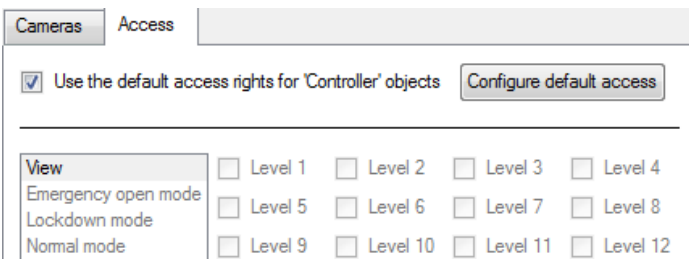 Cameras Access
Use the default access rights for 'Controller' objects Configure default access
View Level 1 Level 2 Level 3 Level 4
Emergency open mode
Lockdown mode Level 5 Level 6 Level 7 Level 8
Normal mode Level 9 Level 10 Level 11 Level 12